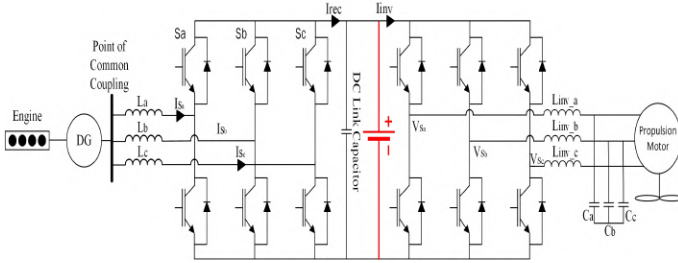 Irec
Iinv
Sa
Sb
Sc
Point of
Common
Coupling
Engine
DG
La
Lb
Lc
Isa
Isb
Isc
DC Link Capacitor
+
-
Vsa
Vsb
Vsc
Linv_a
Linv_b
Linv_c
Propulsion
Motor
Ca
Cb
Cc